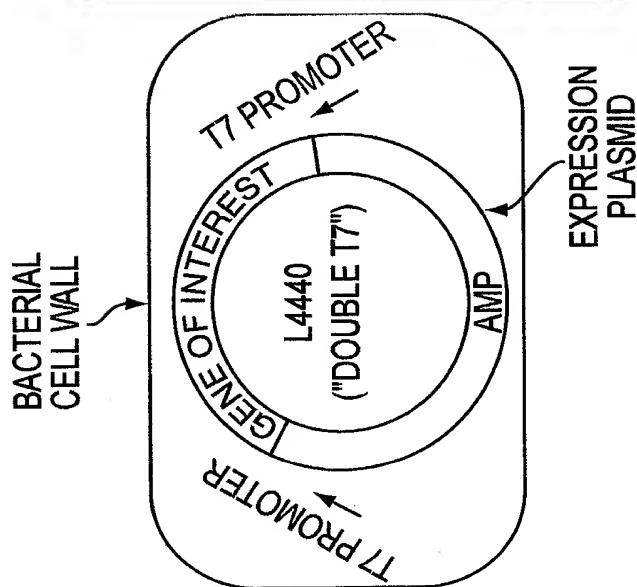 BACTERIAL
CELL WALL
T7 PROMOTER
GENE OF INTEREST
T7 PROMOTER
L4440
("DOUBLE T7")
AMP
EXPRESSION
PLASMID